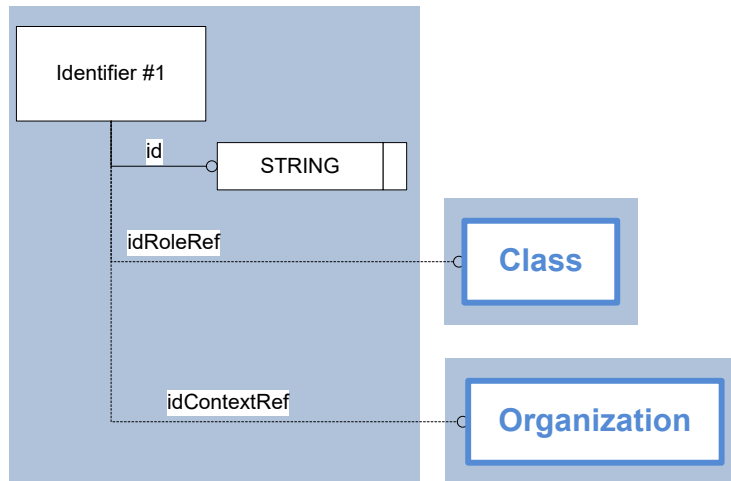 Identifier #1
id
STRING
idRoleRef
Class
idContextRef
Organization